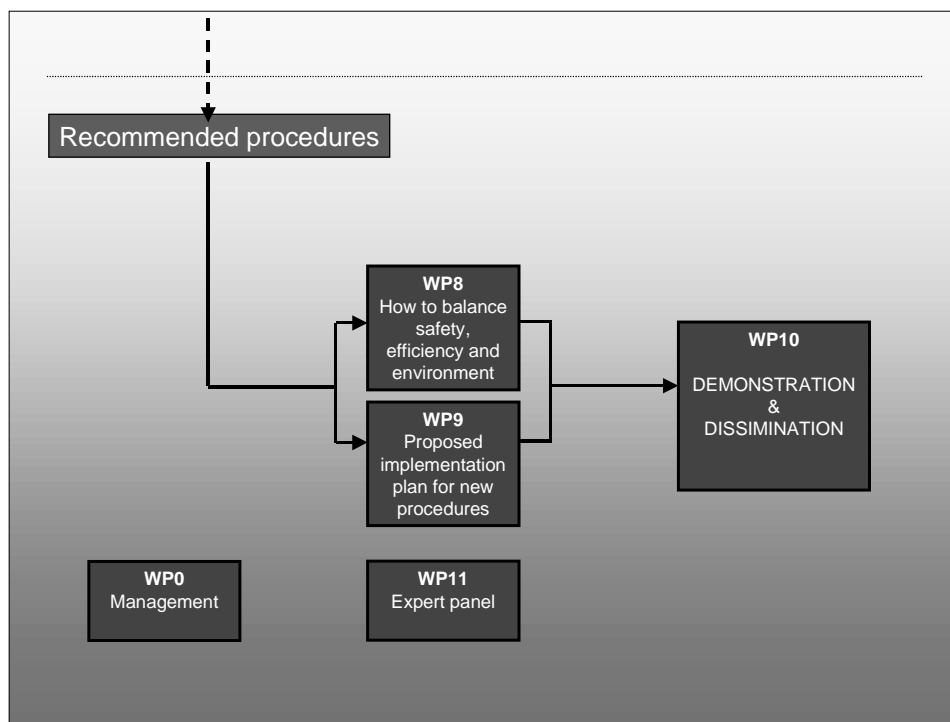 Recommended procedures
WP8
How to balance
safety,
efficiency and
environment
WP9
Proposed
implementation
plan for new
procedures
WP10
DEMONSTRATION
&
DISSIMINATION
WP0
Management
WP11
Expert panel